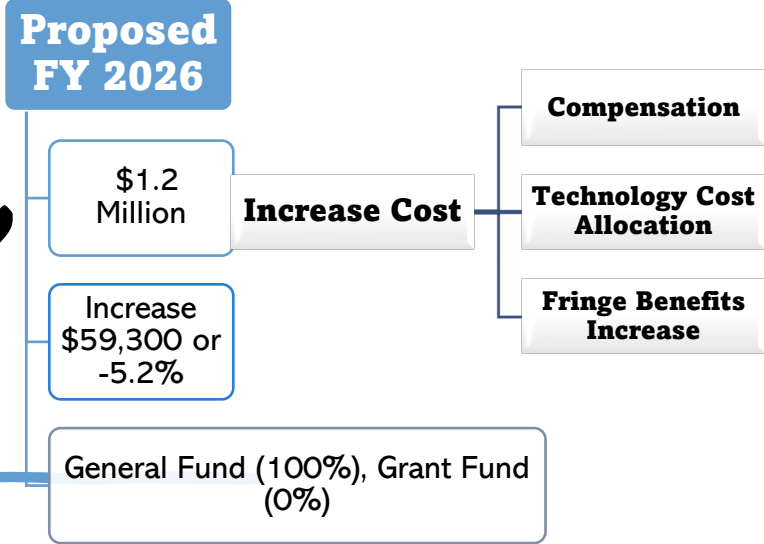 Proposed
FY 2026
$1.2
Million
Increase
$59,300 or
-5.2%
General Fund (100%), Grant Fund
(0%)
Increase Cost
Compensation
Technology Cost
Allocation
Fringe Benefits
Increase